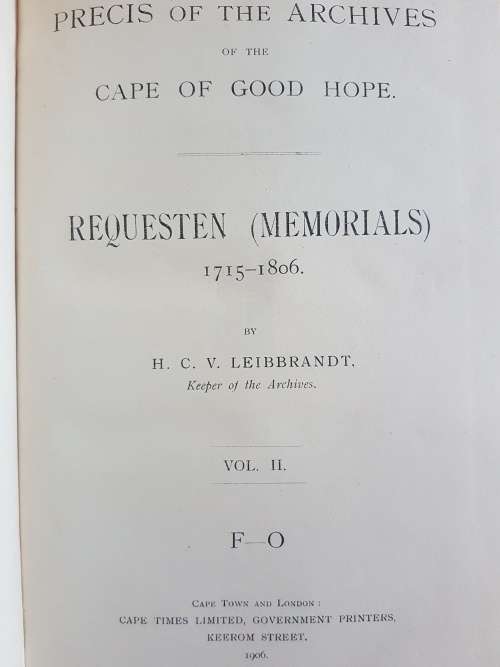 PRECIS OF THE ARCHIVES
OF THE
CAPE OF GOOD HOPE.
REQUESTEN (MEMORIALS)
1715–1806.
BY
H. C. V. LEIBBRANDT,
Keeper of the Archives.
VOL. II.
F—O
CAPE TOWN AND LONDON:
CAPE TIMES LIMITED, GOVERNMENT PRINTERS,
KEEROM STREET,
1906.